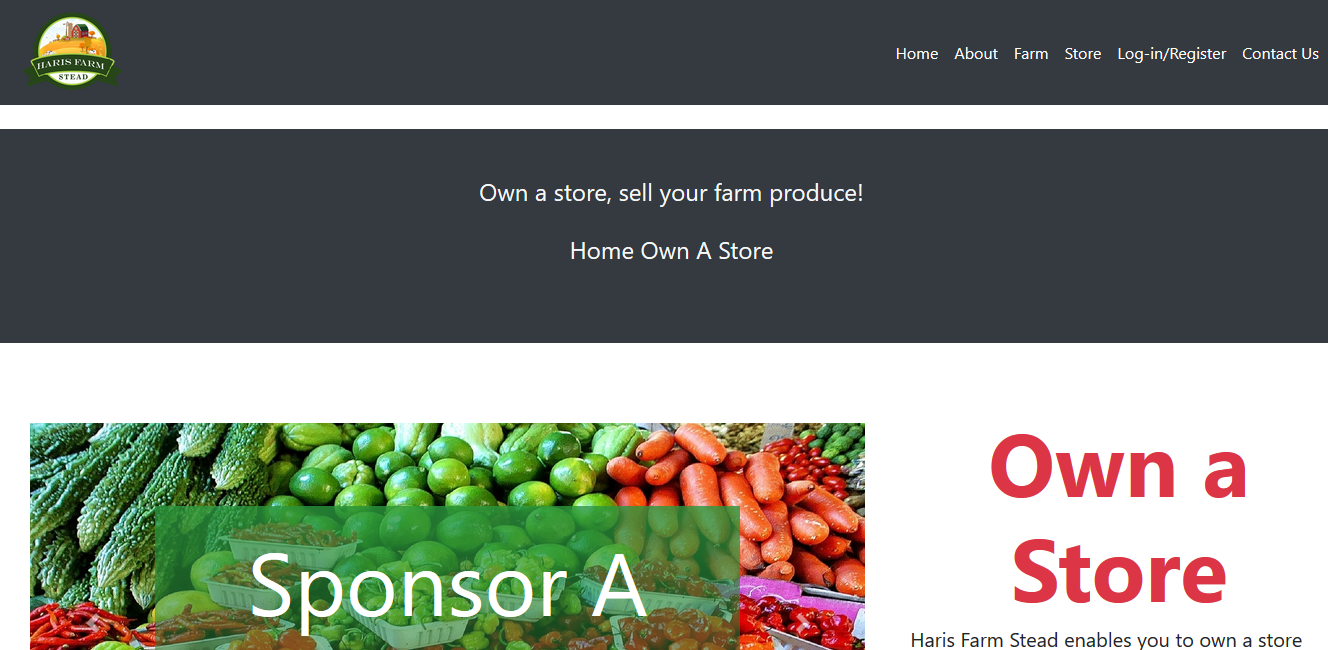 HARIS FARM
STEAD
Home About Farm Store Log-in/Register Contact Us
Own a store, sell your farm produce!
Home Own A Store
Sponsor A
Own a
Store
Haris Farm Stead enables you to own a store